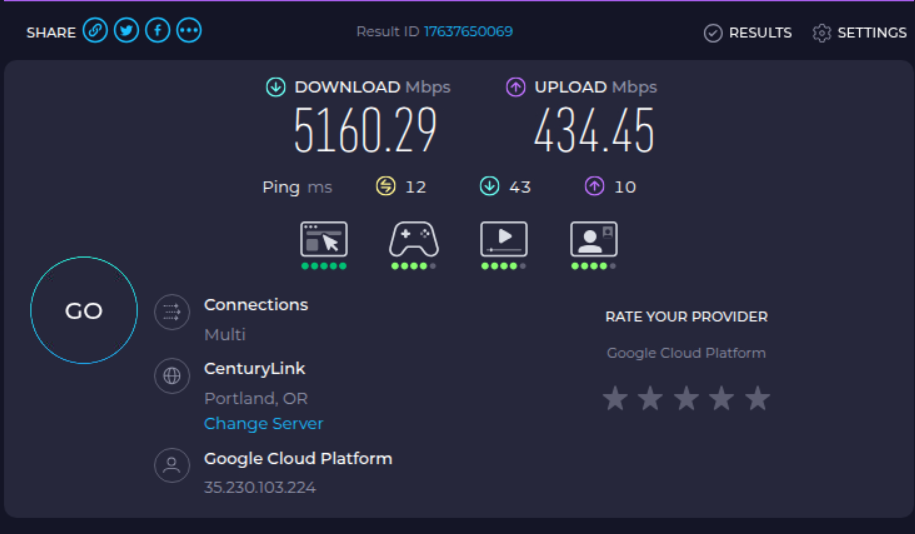 SHARE
Result ID 17637650069
RESULTS
SETTINGS
DOWNLOAD Mbps
5160.29
UPLOAD Mbps
434.45
Ping ms 12 43 10
GO
Connections
Multi
CenturyLink
Portland, OR
Change Server
Google Cloud Platform
35.230.103.224
RATE YOUR PROVIDER
Google Cloud Platform